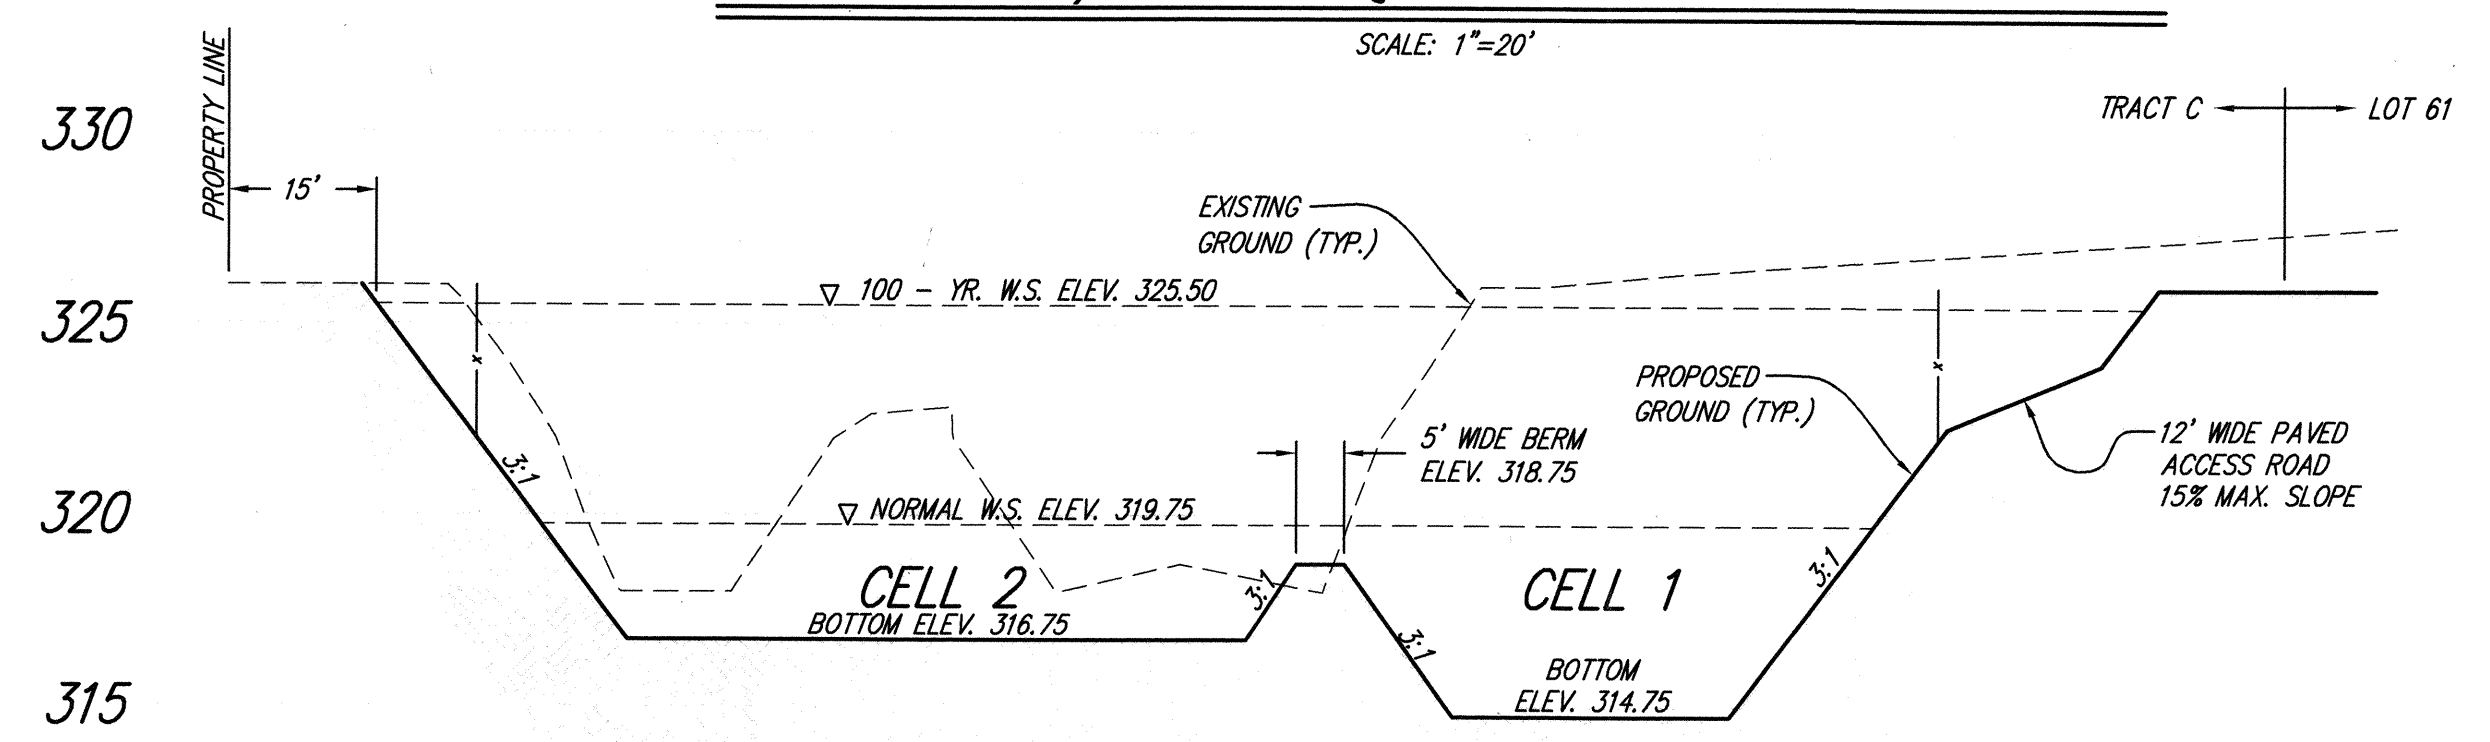 SCALE: 1"=20'
PROPERTY LINE
330
TRACT C
LOT 61
15'
EXISTING
GROUND (TYP.)
325
100 - YR. W.S. ELEV. 325.50
x
x
PROPOSED
GROUND (TYP.)
5' WIDE BERM
ELEV. 318.75
12' WIDE PAVED
ACCESS ROAD
15% MAX. SLOPE
3:1
320
NORMAL W.S. ELEV. 319.75
CELL 2
BOTTOM ELEV. 316.75
3:1
3:1
CELL 1
3:1
BOTTOM
ELEV. 314.75
315